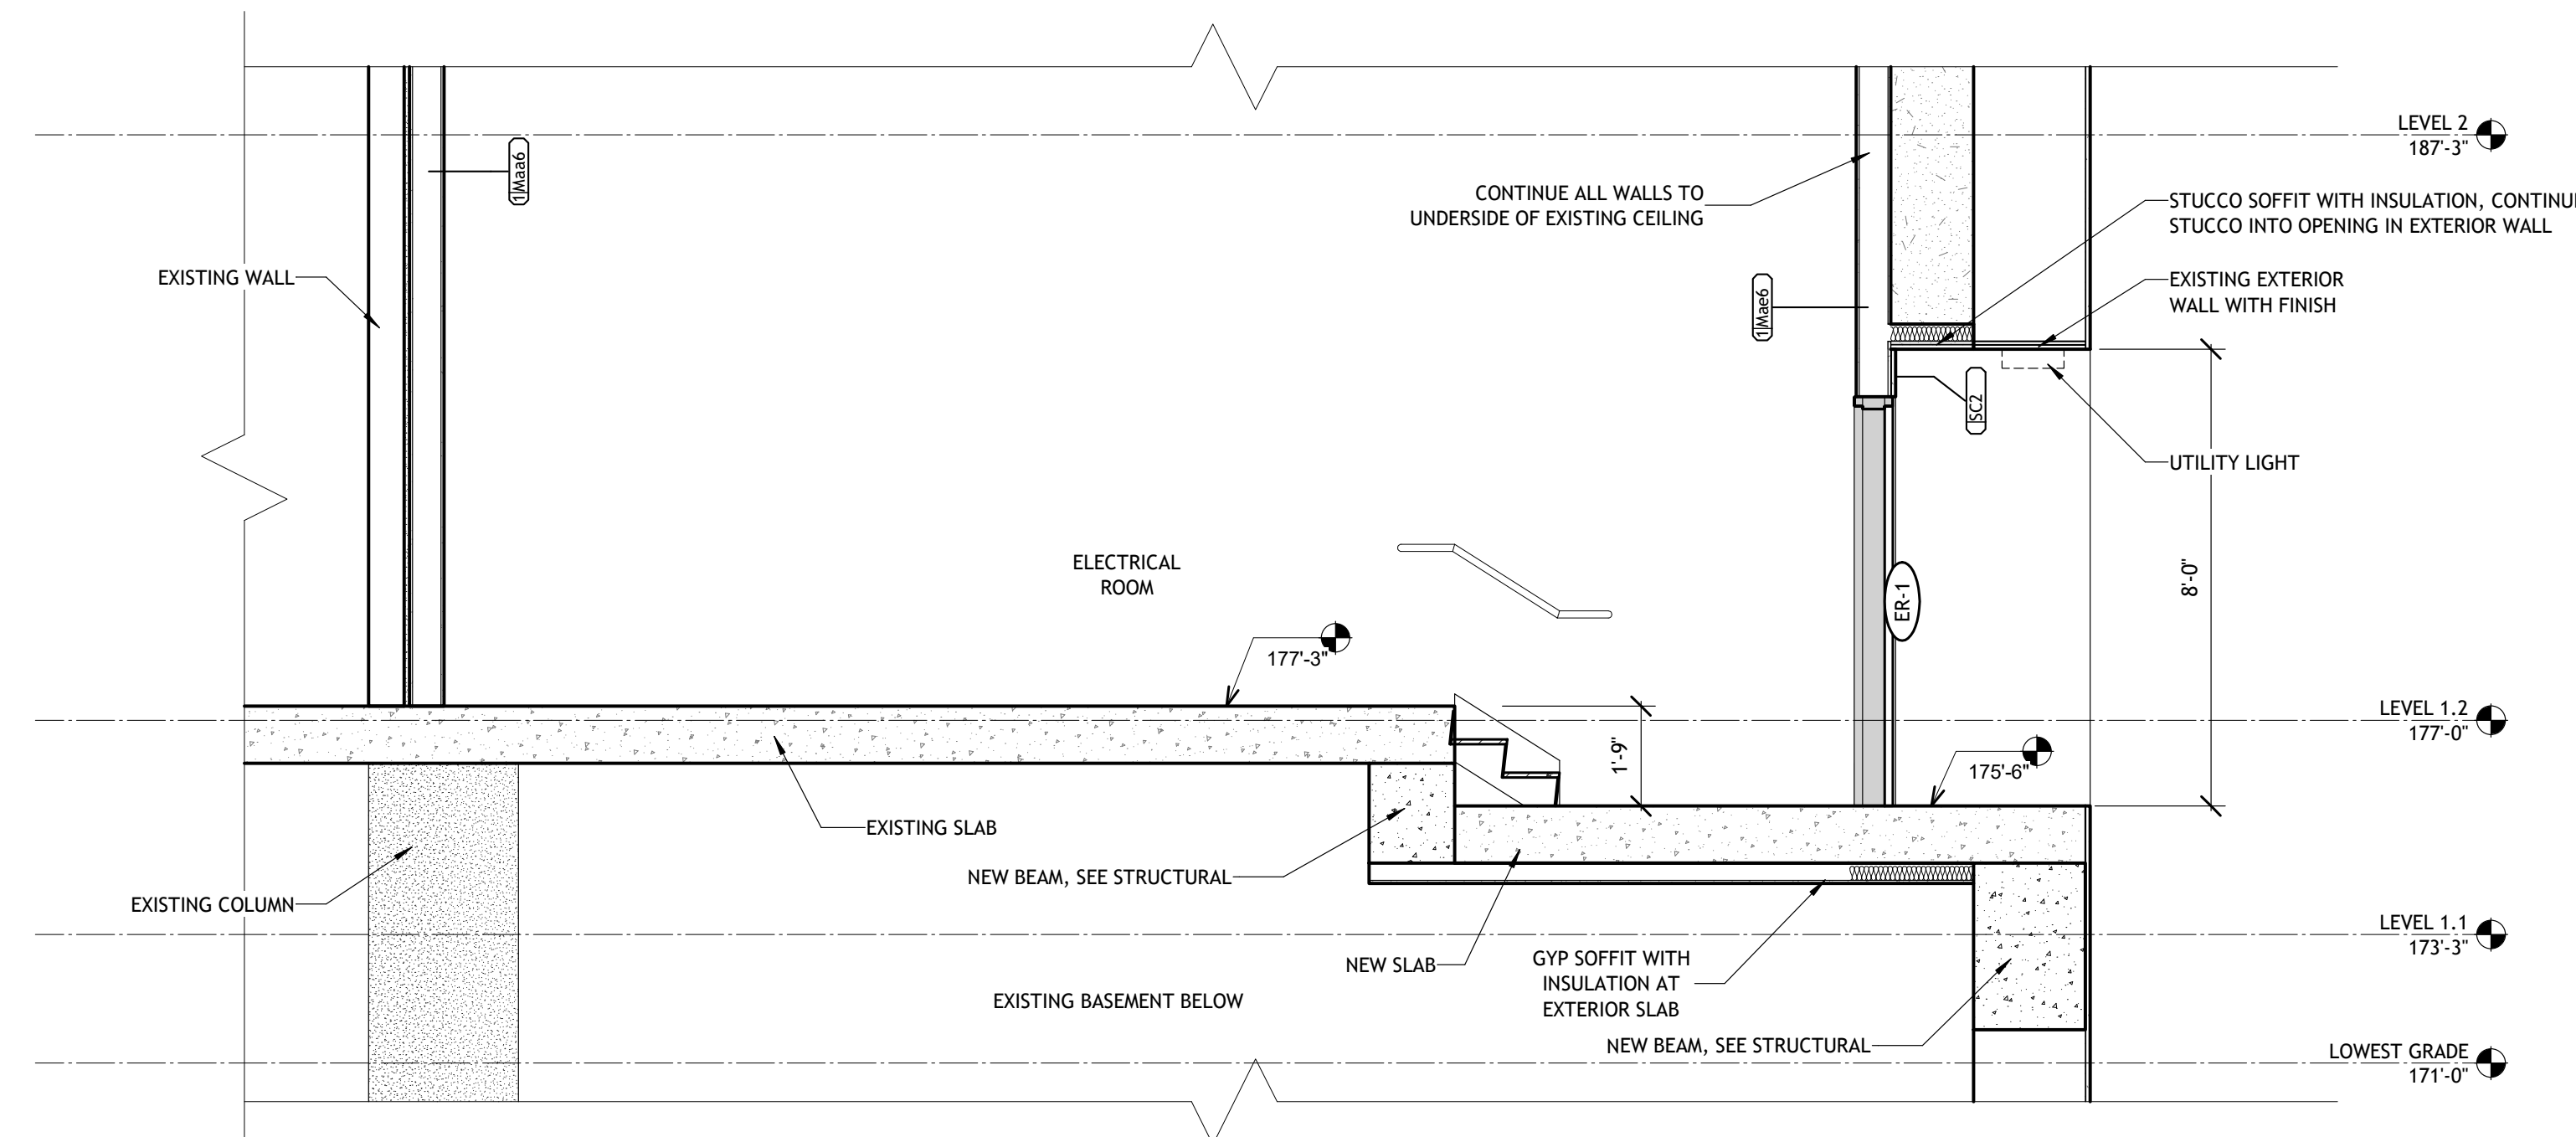 LEVEL 2
187'-3"
1Maa6
CONTINUE ALL WALLS TO
UNDERSIDE OF EXISTING CEILING
STUCCO SOFFIT WITH INSULATION, CONTINU
STUCCO INTO OPENING IN EXTERIOR WALL
EXISTING WALL
EXISTING EXTERIOR
WALL WITH FINISH
1Mae6
SC2
UTILITY LIGHT
ELECTRICAL
ROOM
ER-1
8'-0"
177'-3"
LEVEL 1.2
177'-0"
1'-9"
175'-6"
EXISTING SLAB
NEW BEAM, SEE STRUCTURAL
EXISTING COLUMN
LEVEL 1.1
173'-3"
NEW SLAB
GYP SOFFIT WITH
INSULATION AT
EXTERIOR SLAB
EXISTING BASEMENT BELOW
NEW BEAM, SEE STRUCTURAL
LOWEST GRADE
171'-0"